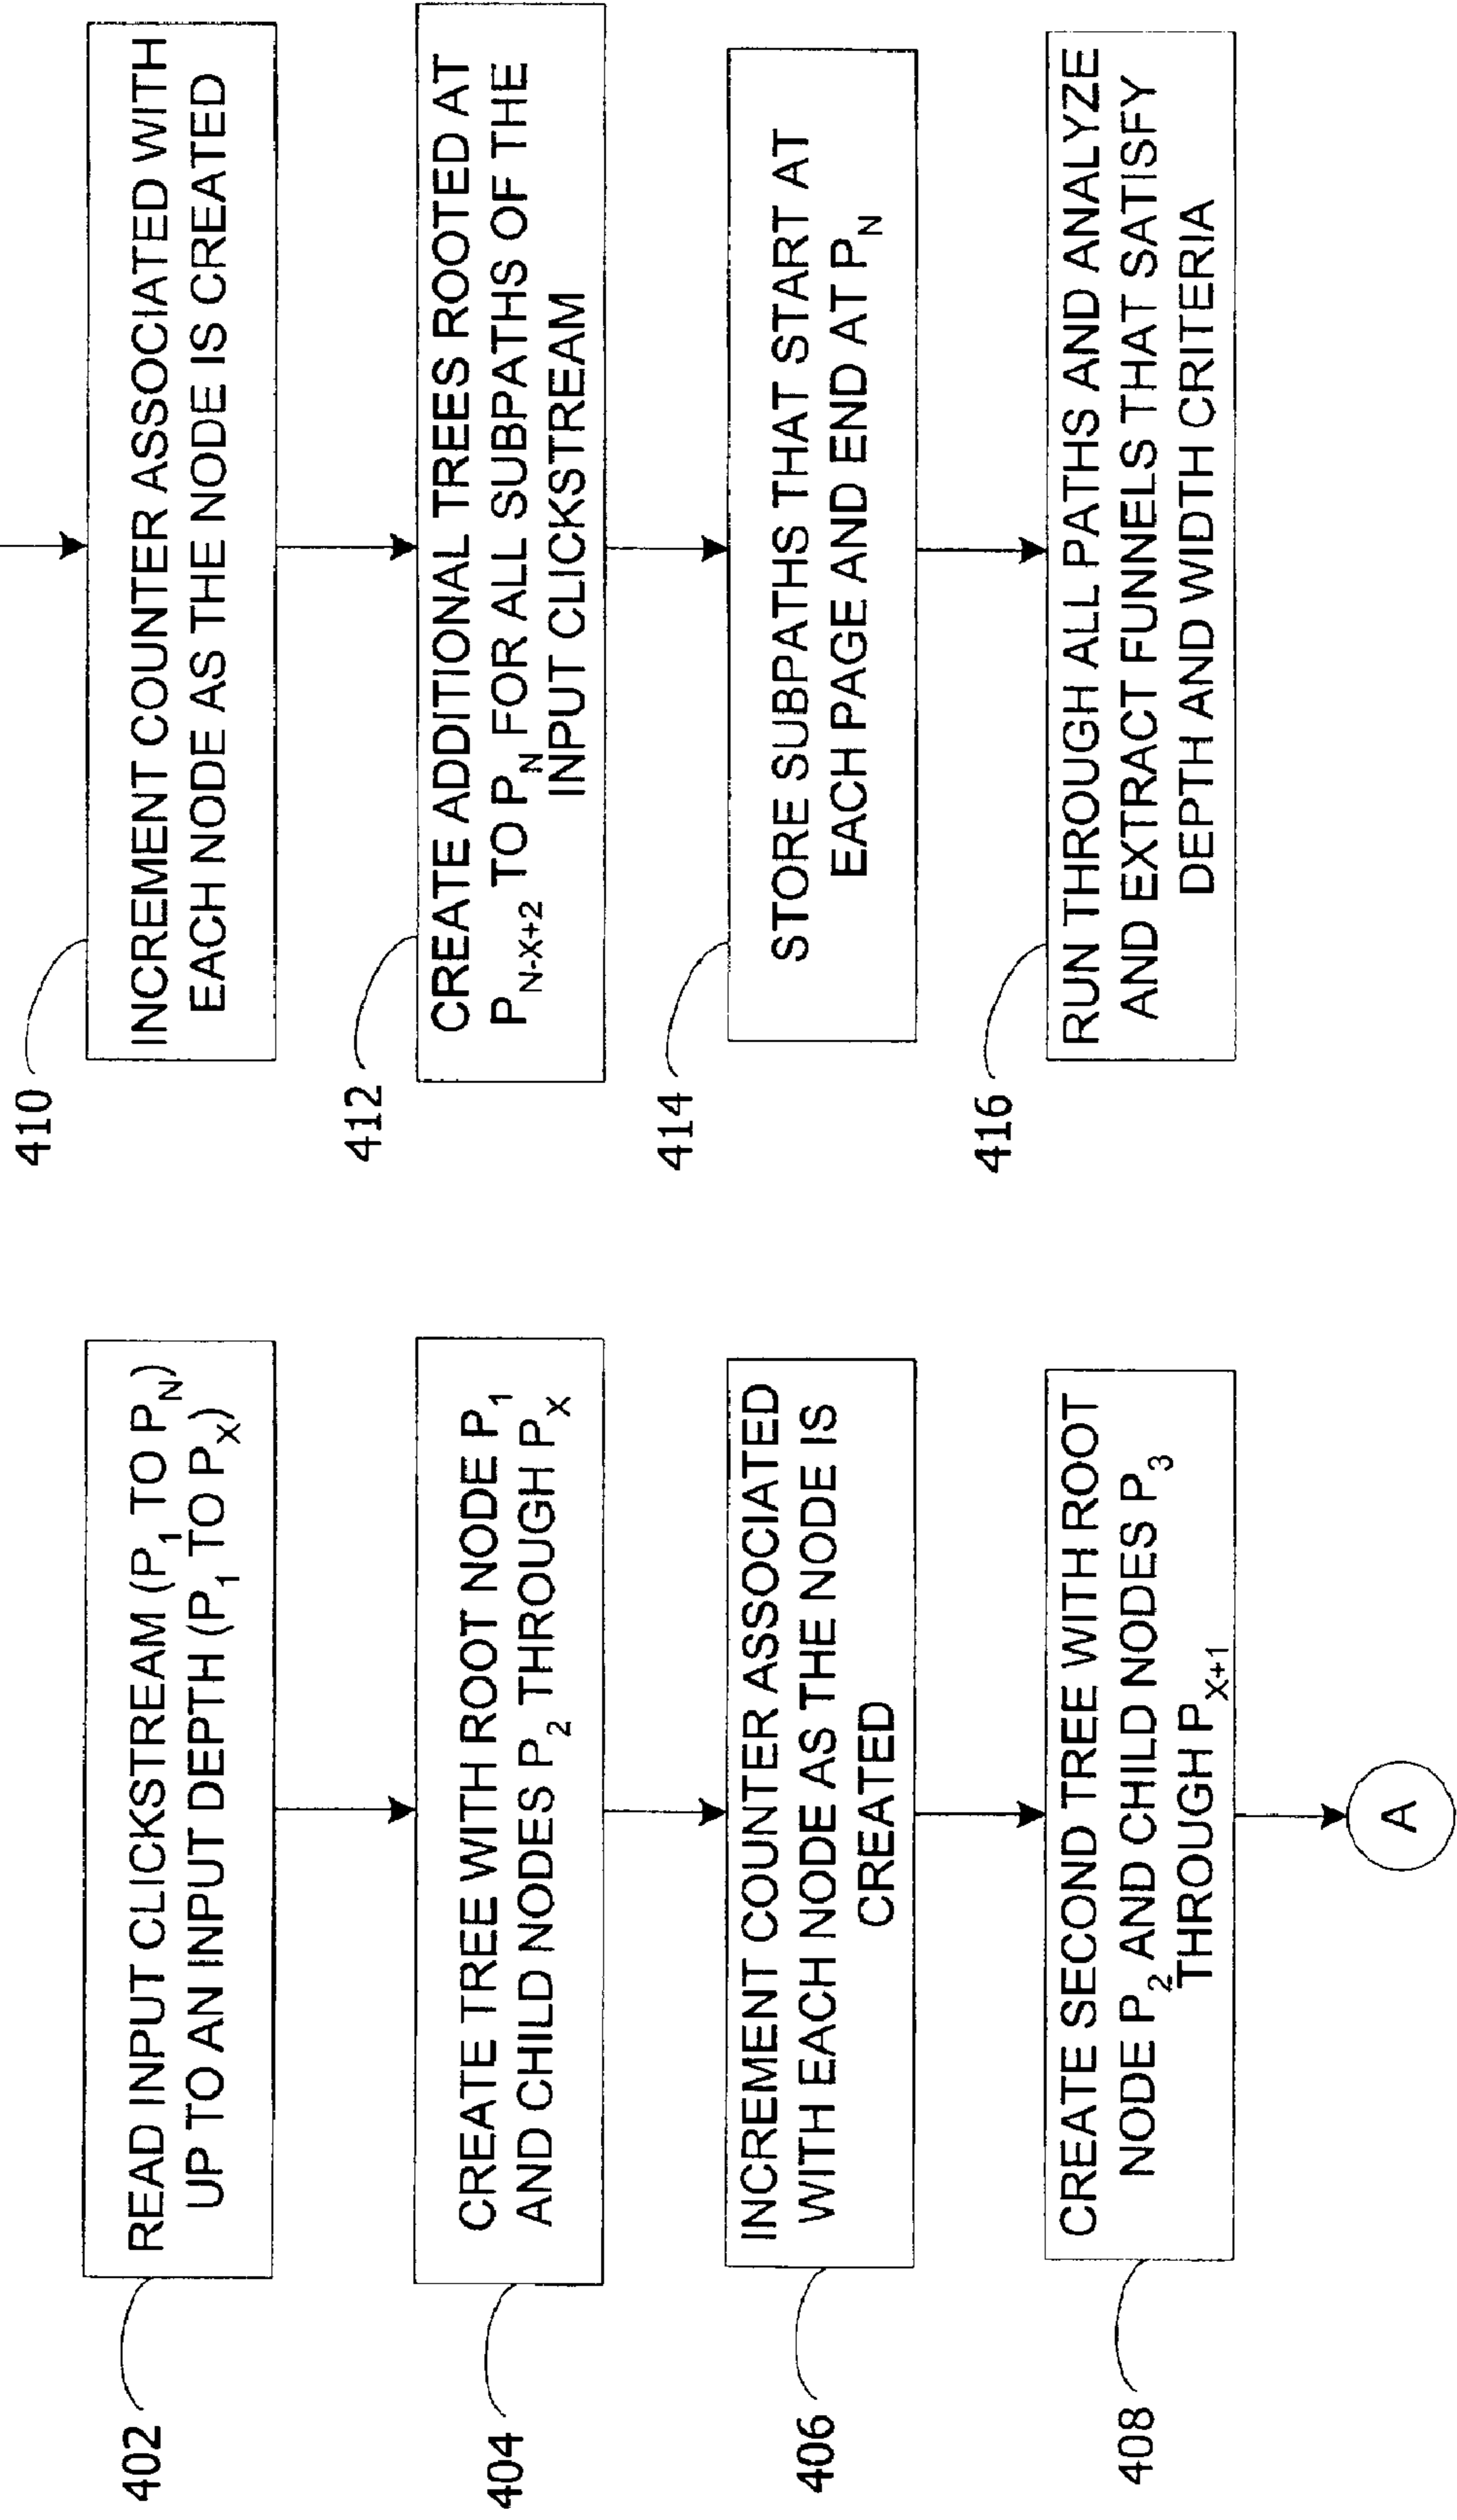 402
READ INPUT CLICKSTREAM (P1 TO PN)
UP TO AN INPUT DEPTH (P1 TO PX)
404
CREATE TREE WITH ROOT NODE P1
AND CHILD NODES P2 THROUGH PX
406
INCREMENT COUNTER ASSOCIATED
WITH EACH NODE AS THE NODE IS
CREATED
408
CREATE SECOND TREE WITH ROOT
NODE P2 AND CHILD NODES P3
THROUGH PX+1
A
410
INCREMENT COUNTER ASSOCIATED WITH
EACH NODE AS THE NODE IS CREATED
412
CREATE ADDITIONAL TREES ROOTED AT
PN-X+2 TO PN FOR ALL SUBPATHS OF THE
INPUT CLICKSTREAM
414
STORE SUBPATHS THAT START AT
EACH PAGE AND END AT PN
416
RUN THROUGH ALL PATHS AND ANALYZE
AND EXTRACT FUNNELS THAT SATISFY
DEPTH AND WIDTH CRITERIA